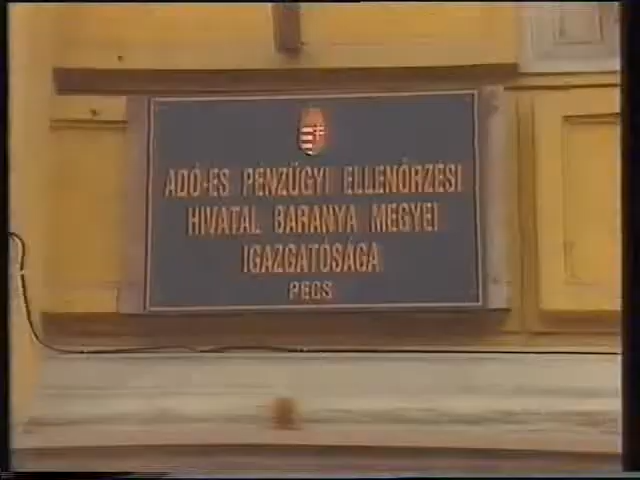 ADÓ-ÉS PÉNZÜGYI ELLENŐRZÉSI
HIVATAL BARANYA MEGYEI
IGAZGATÓSÁGA
PÉCS